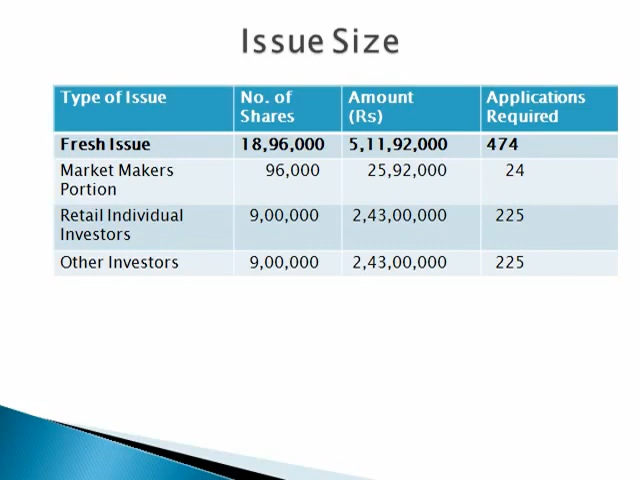 Issue Size
Type of Issue No. of Shares Amount (Rs) Applications Required
Fresh Issue 18,96,000 5,11,92,000 474
Market Makers Portion 96,000 25,92,000 24
Retail Individual Investors 9,00,000 2,43,00,000 225
Other Investors 9,00,000 2,43,00,000 225